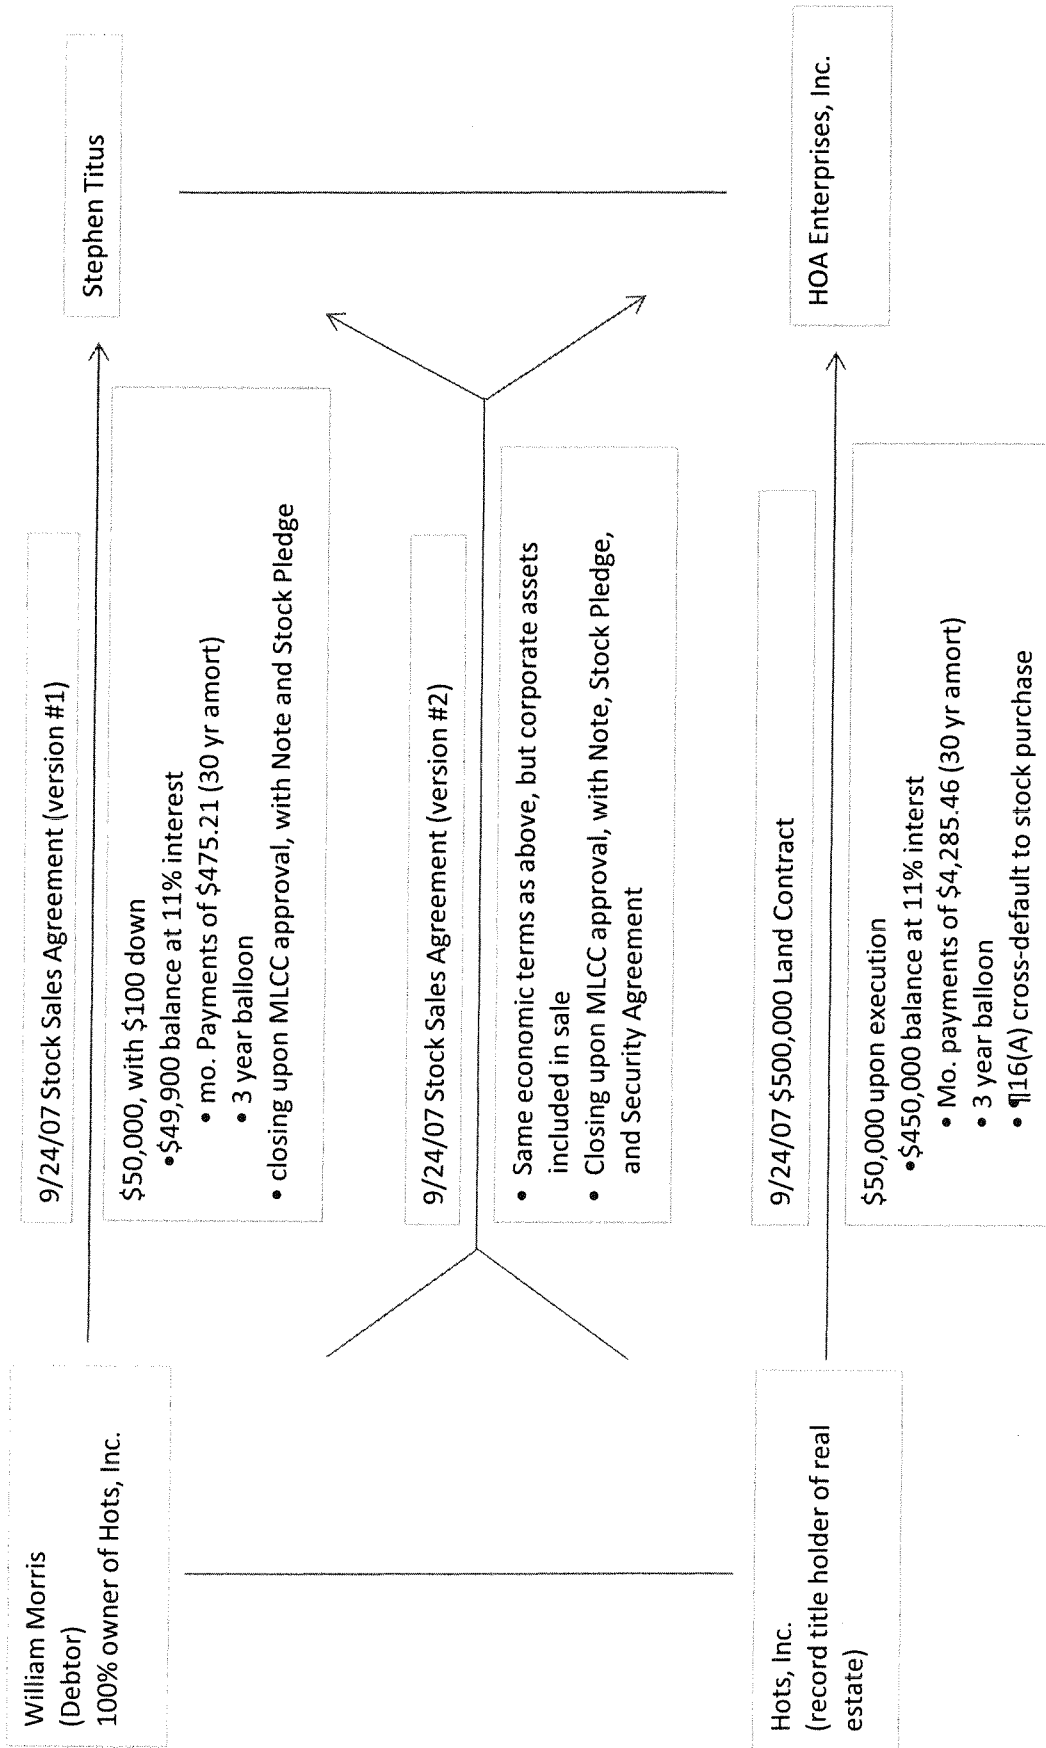 William Morris
(Debtor)
100% owner of Hots, Inc.
9/24/07 Stock Sales Agreement (version #1)
Stephen Titus
$50,000, with $100 down
•$49,900 balance at 11% interest
• mo. Payments of $475.21 (30 yr amort)
• 3 year balloon
• closing upon MLCC approval, with Note and Stock Pledge
9/24/07 Stock Sales Agreement (version #2)
• Same economic terms as above, but corporate assets
included in sale
• Closing upon MLCC approval, with Note, Stock Pledge,
and Security Agreement
Hots, Inc.
(record title holder of real
estate)
9/24/07 $500,000 Land Contract
HOA Enterprises, Inc.
$50,000 upon execution
•$450,000 balance at 11% interst
• Mo. payments of $4,285.46 (30 yr amort)
• 3 year balloon
• ¶16(A) cross-default to stock purchase